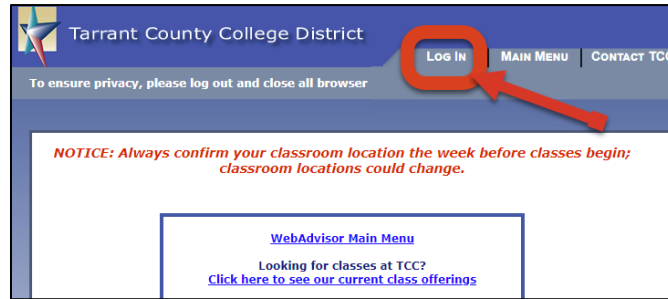 Tarrant County College District
LOG IN MAIN MENU CONTACT TCC
To ensure privacy, please log out and close all browser
NOTICE: Always confirm your classroom location the week before classes begin;
classroom locations could change.
WebAdvisor Main Menu
Looking for classes at TCC?
Click here to see our current class offerings